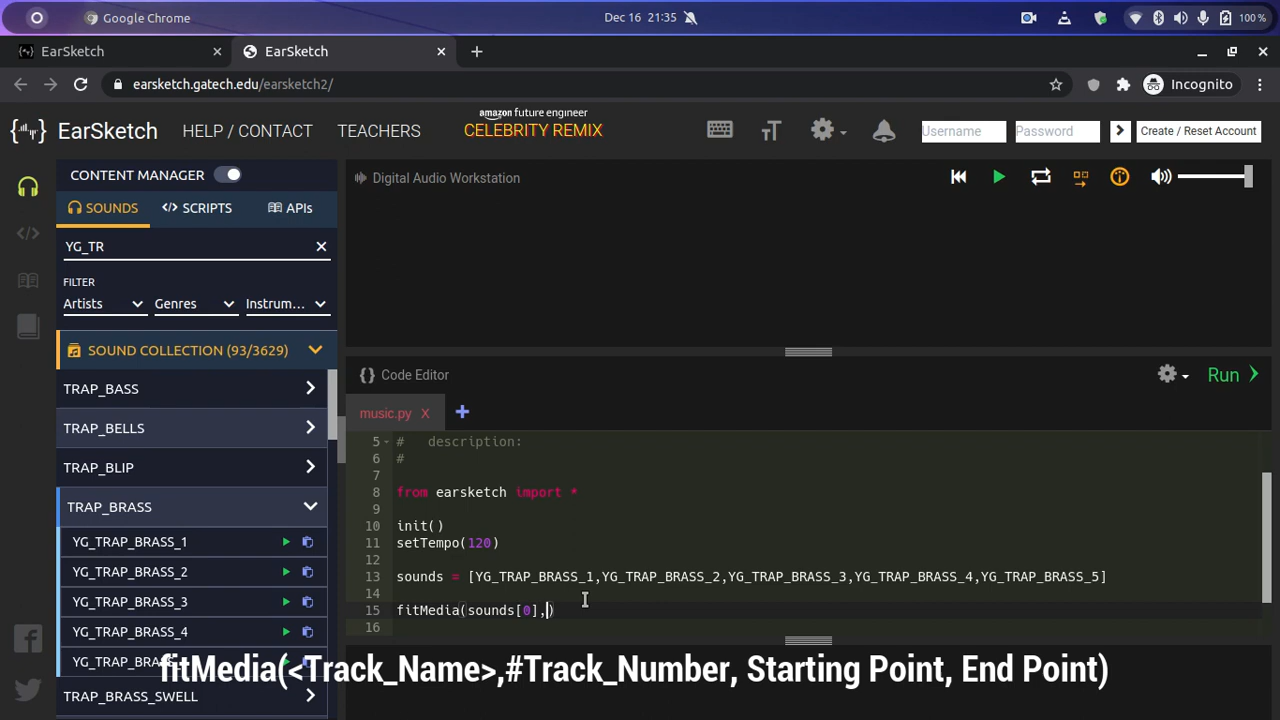 Google Chrome
Dec 16 21:35
100 %
EarSketch
EarSketch
earsketch.gatech.edu/earsketch2/
Incognito
EarSketch
HELP / CONTACT
TEACHERS
amazon future engineer
CELEBRITY REMIX
Username
Password
Create / Reset Account
CONTENT MANAGER
SOUNDS
SCRIPTS
APIs
YG_TR
FILTER
Artists
Genres
Instrum...
SOUND COLLECTION (93/3629)
TRAP_BASS
TRAP_BELLS
TRAP_BLIP
TRAP_BRASS
YG_TRAP_BRASS_1
YG_TRAP_BRASS_2
YG_TRAP_BRASS_3
YG_TRAP_BRASS_4
TRAP_BRASS_SWELL
Digital Audio Workstation
{} Code Editor
Run
music.py X
5 # description:
6 #
7
8 from earsketch import *
9
10 init()
11 setTempo(120)
12
13 sounds = [YG_TRAP_BRASS_1,YG_TRAP_BRASS_2,YG_TRAP_BRASS_3,YG_TRAP_BRASS_4,YG_TRAP_BRASS_5]
14
15 fitMedia(sounds[0],)
16
fitMedia(<Track_Name>,#Track_Number, Starting Point, End Point)